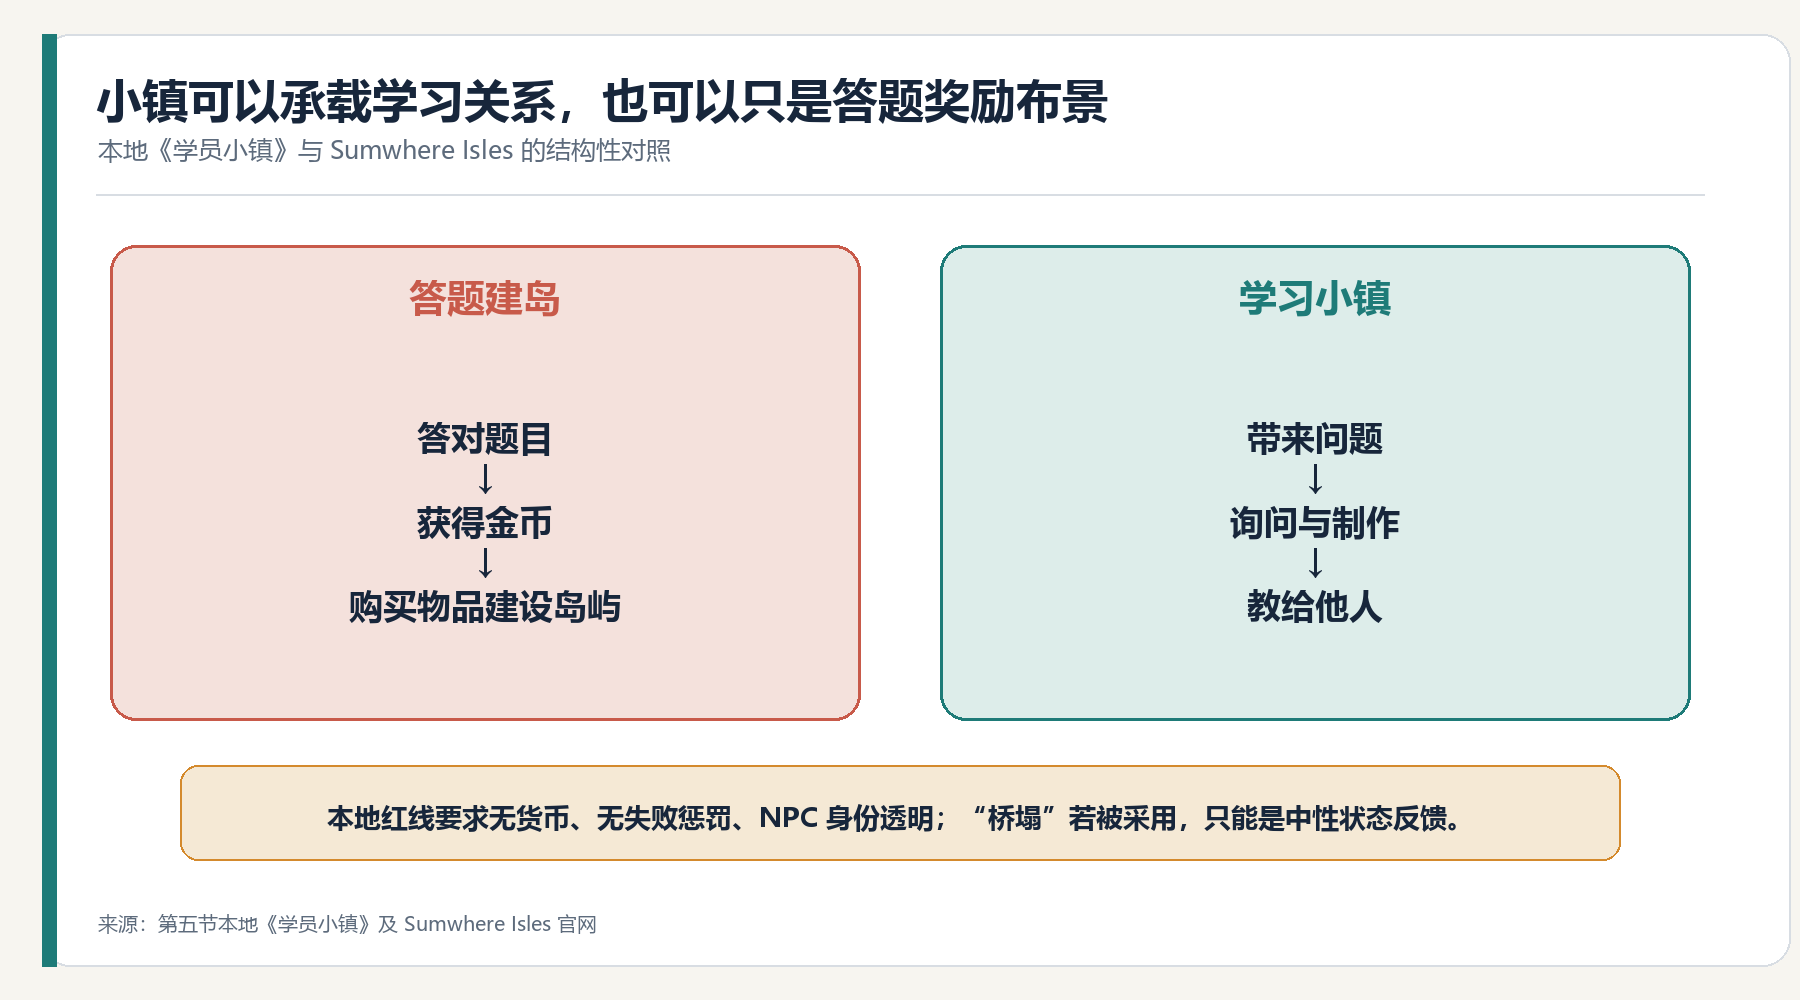 小镇可以承载学习关系，也可以只是答题奖励布景
本地《学员小镇》与 Sumwhere Isles 的结构性对照
答题建岛
答对题目
↓
获得金币
↓
购买物品建设岛屿
学习小镇
带来问题
↓
询问与制作
↓
教给他人
本地红线要求无货币、无失败惩罚、NPC 身份透明；“桥塌”若被采用，只能是中性状态反馈。
来源：第五节本地《学员小镇》及 Sumwhere Isles 官网